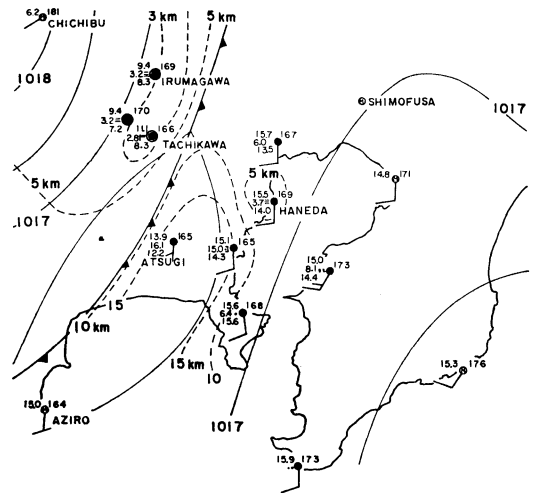 6.2 181
CHICHIBU
3 km
5 km
1018
9.4 169
3.2
8.3
IRUMAGAWA
9.4 170
3.2
7.2
11.1 166
2.8
8.3
TACHIKAWA
SHIMOFUSA
1017
15.7 167
6.0
13.5
5 km
1017
5 km
15.5 169
3.7
14.0
HANEDA
14.8 171
13.9 165
16.1
12.2
ATSUGI
15.1 165
15.0
14.3
15.0 173
8.1
14.4
15
10 km
15.6 168
6.4
15.6
15 km
10
15.3 176
15.0 164
AZIRO
1017
15.9 173